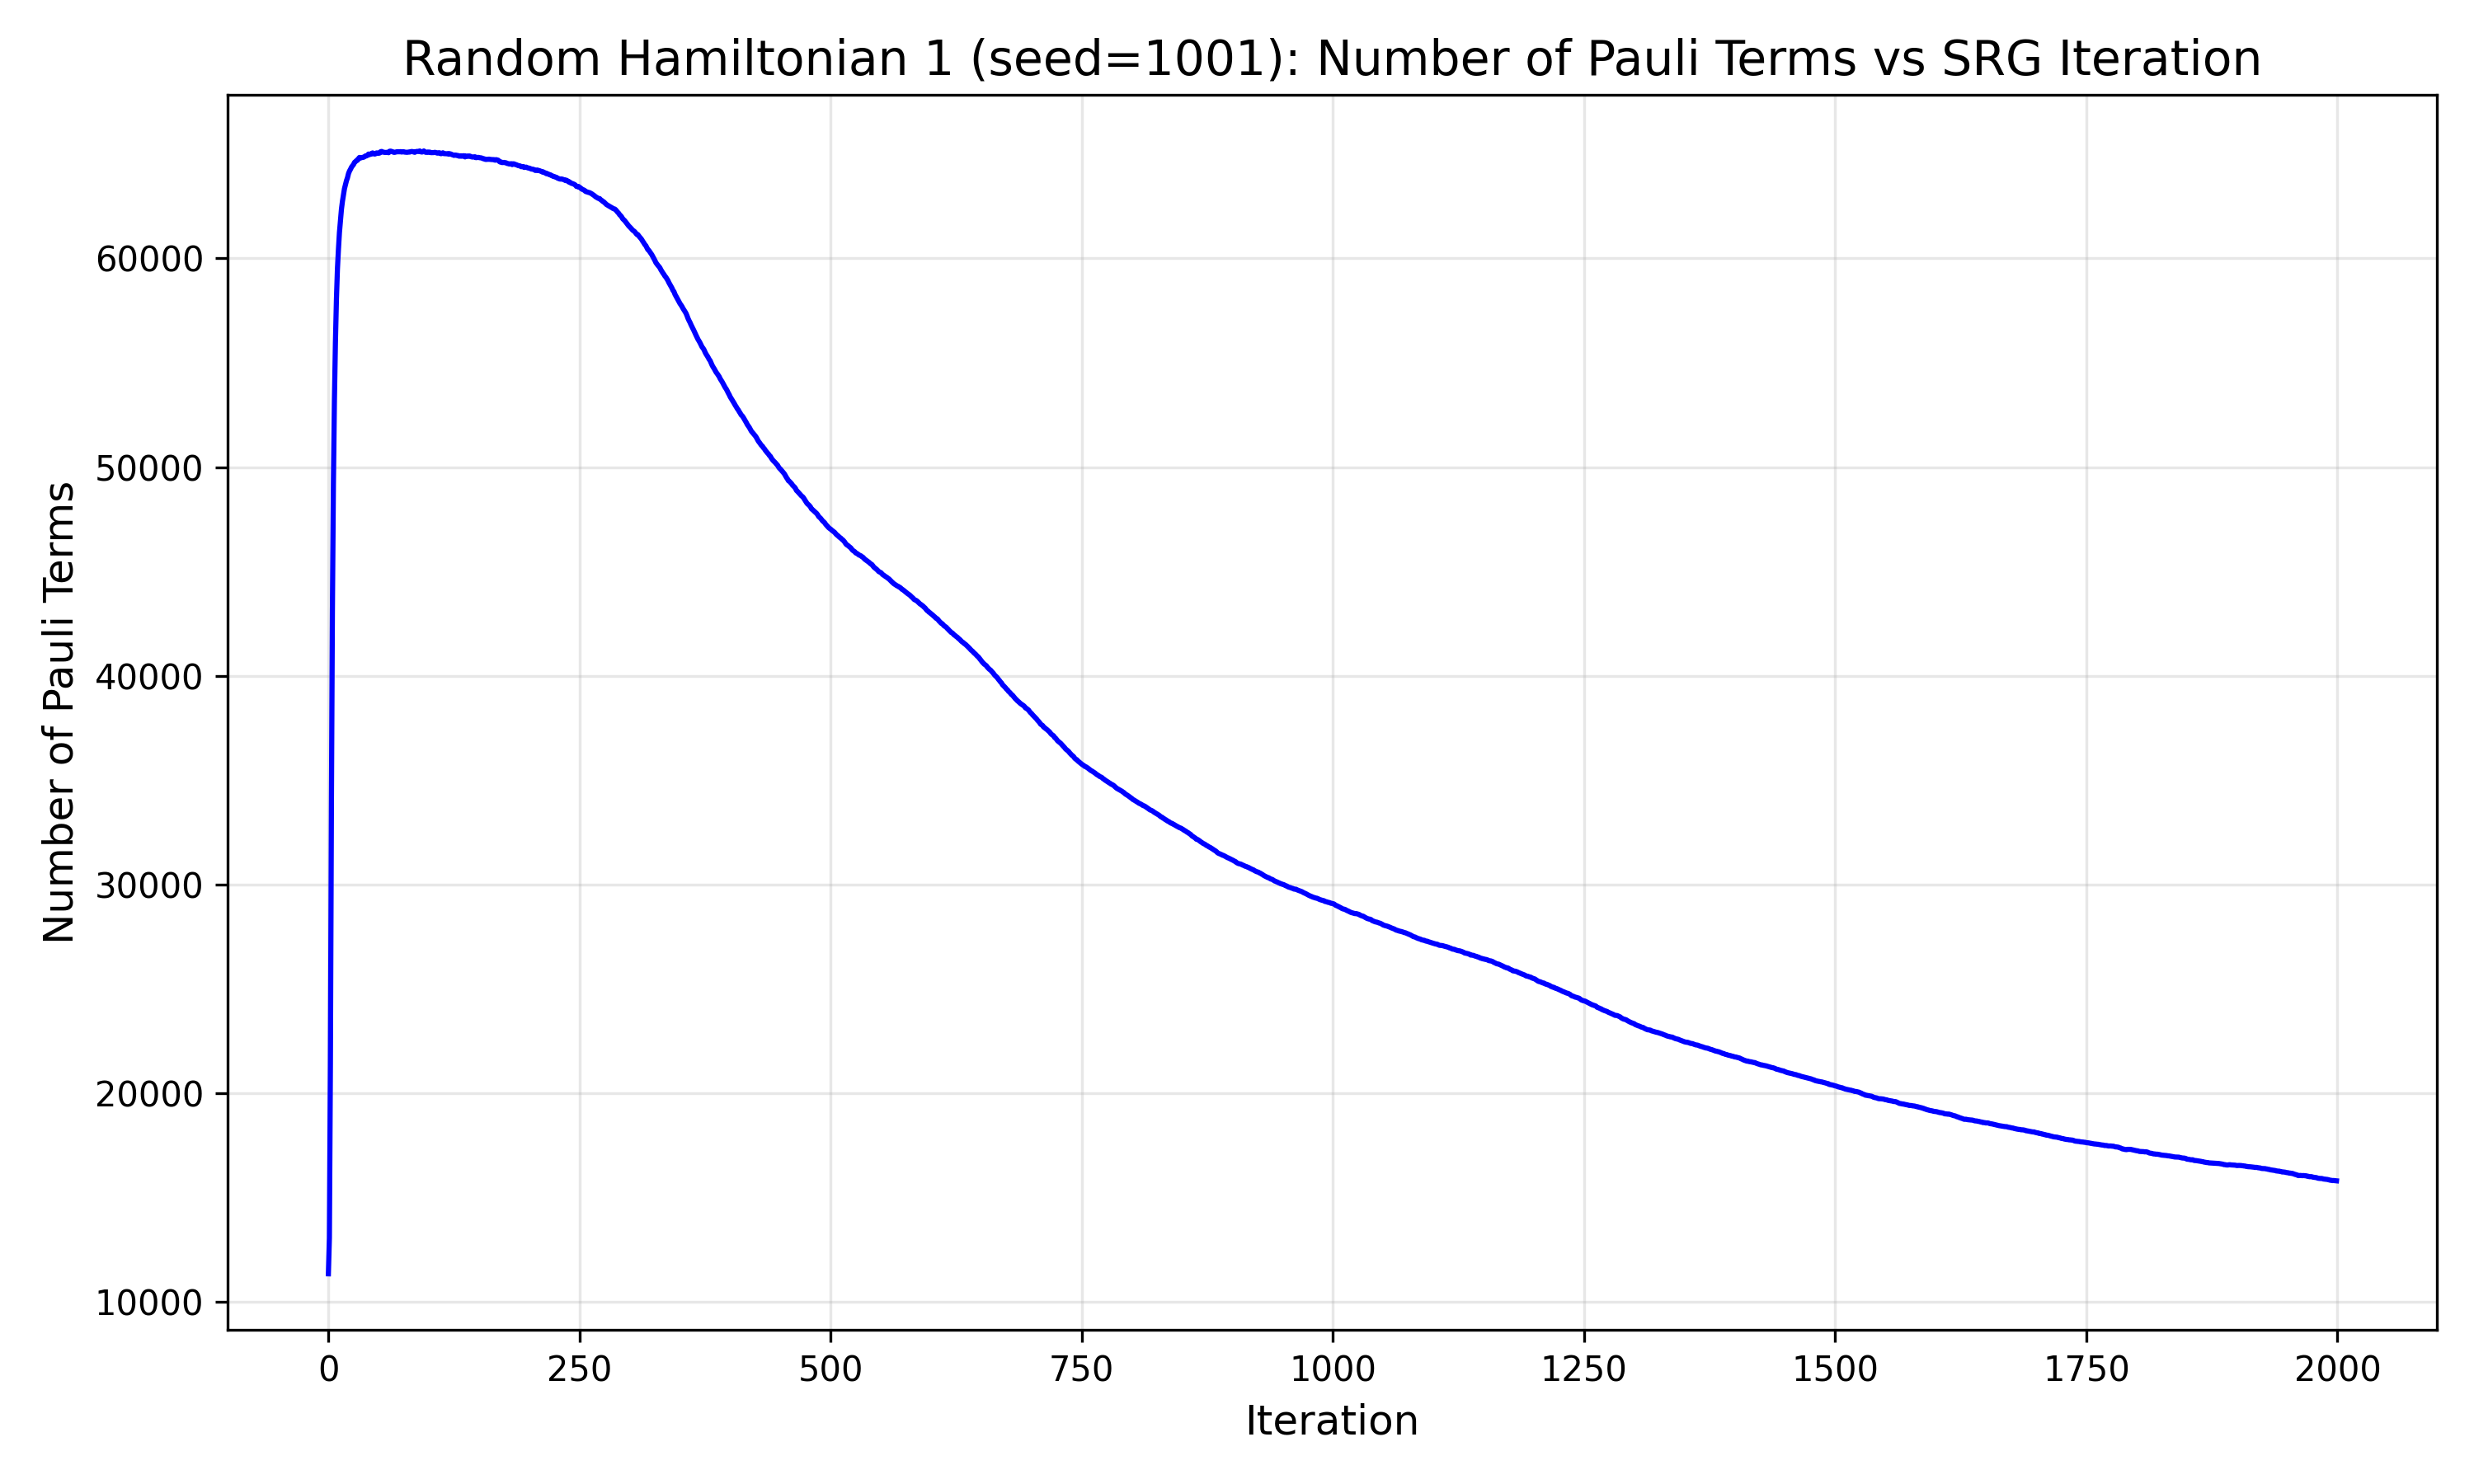 Random Hamiltonian 1 (seed=1001): Number of Pauli Terms vs SRG Iteration
Number of Pauli Terms
60000
50000
40000
30000
20000
10000
0 250 500 750 1000 1250 1500 1750 2000
Iteration